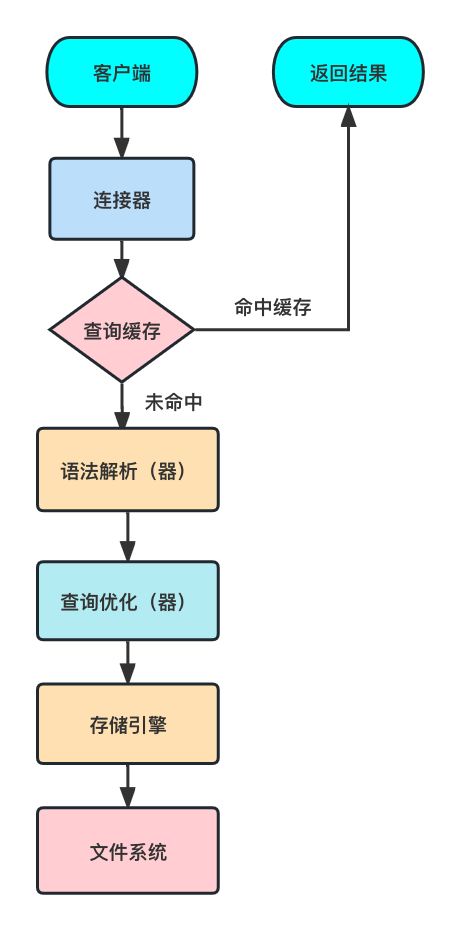 客户端
返回结果
连接器
命中缓存
查询缓存
未命中
语法解析（器）
查询优化（器）
存储引擎
文件系统